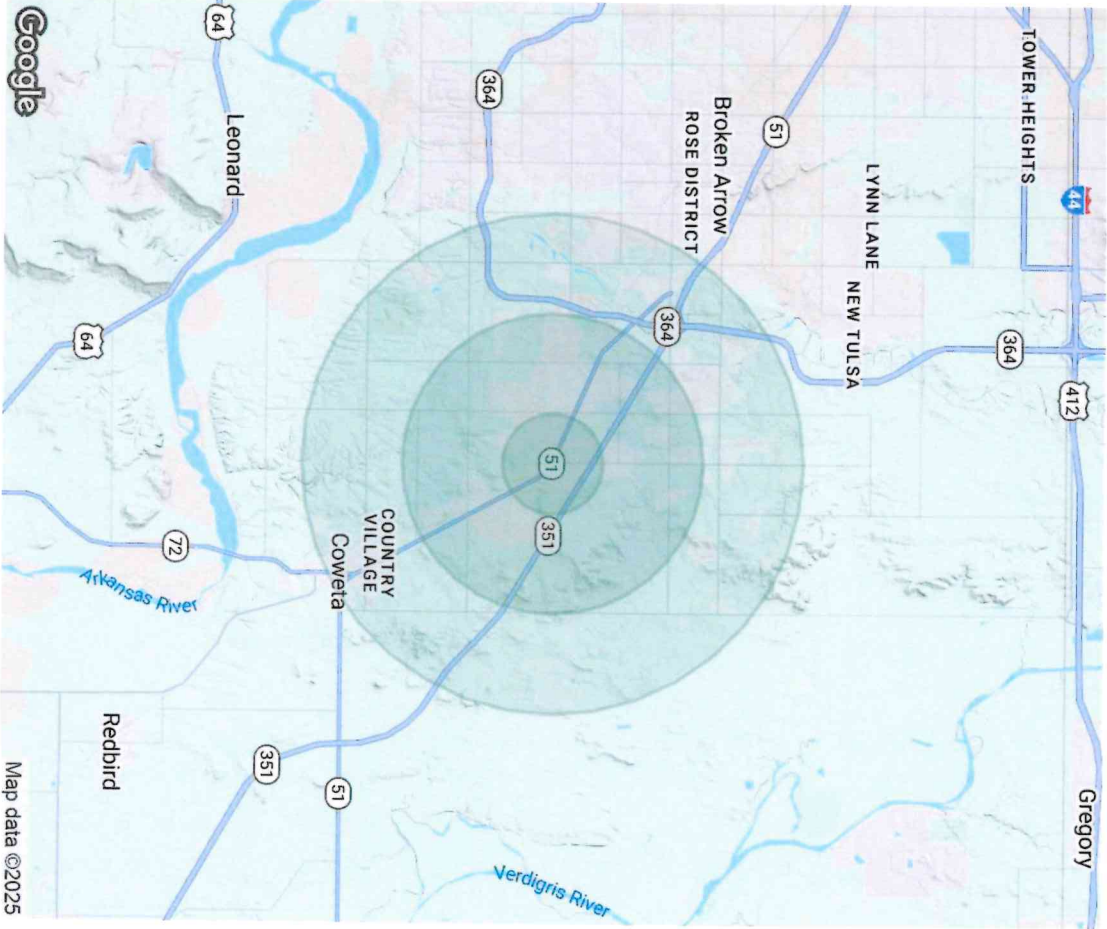 Gregory
44
412
TOWER HEIGHTS
364
LYNN LANE
NEW TULSA
51
Broken Arrow
ROSE DISTRICT
364
51
351
Verdigris River
364
COUNTRY
VILLAGE
Coweta
51
351
Leonard
64
72
Arkansas River
Redbird
64
Google
Map data ©2025